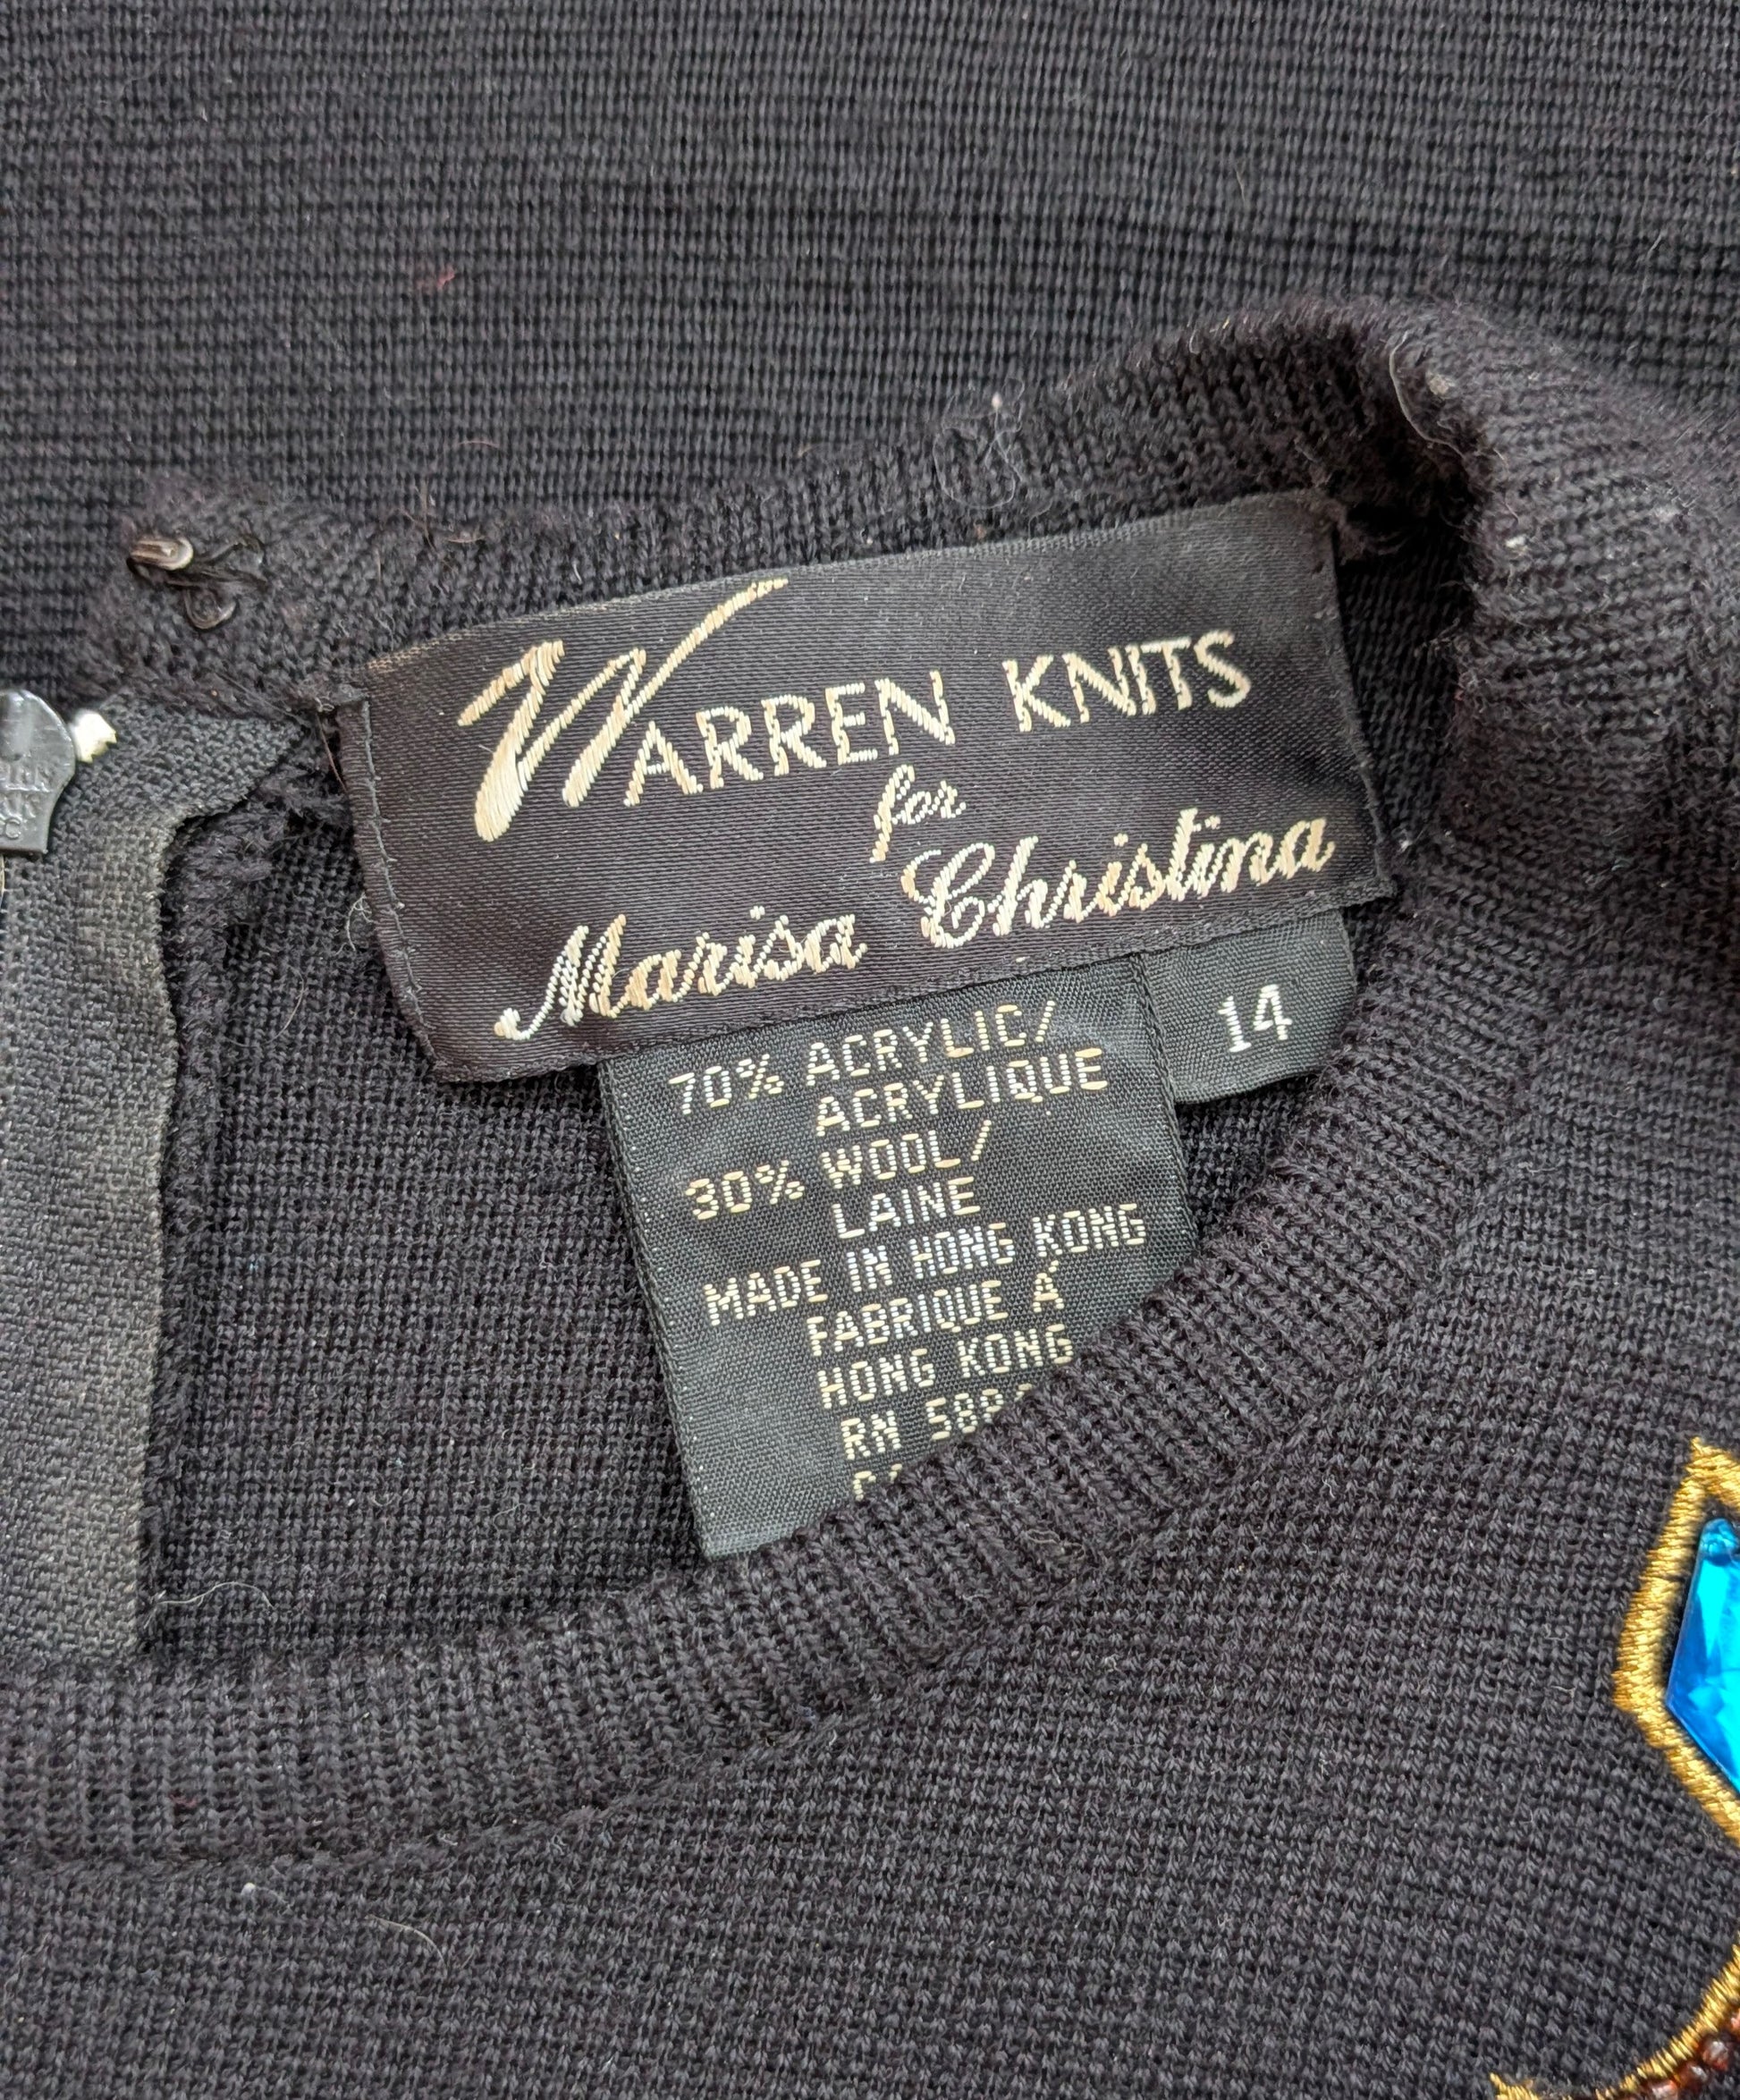 WARREN KNITS
for
Marisa Christina
14
70% ACRYLIC/
ACRYLIQUE
30% WOOL/
LAINE
MADE IN HONG KONG
FABRIQUE Á
HONG KONG
RN